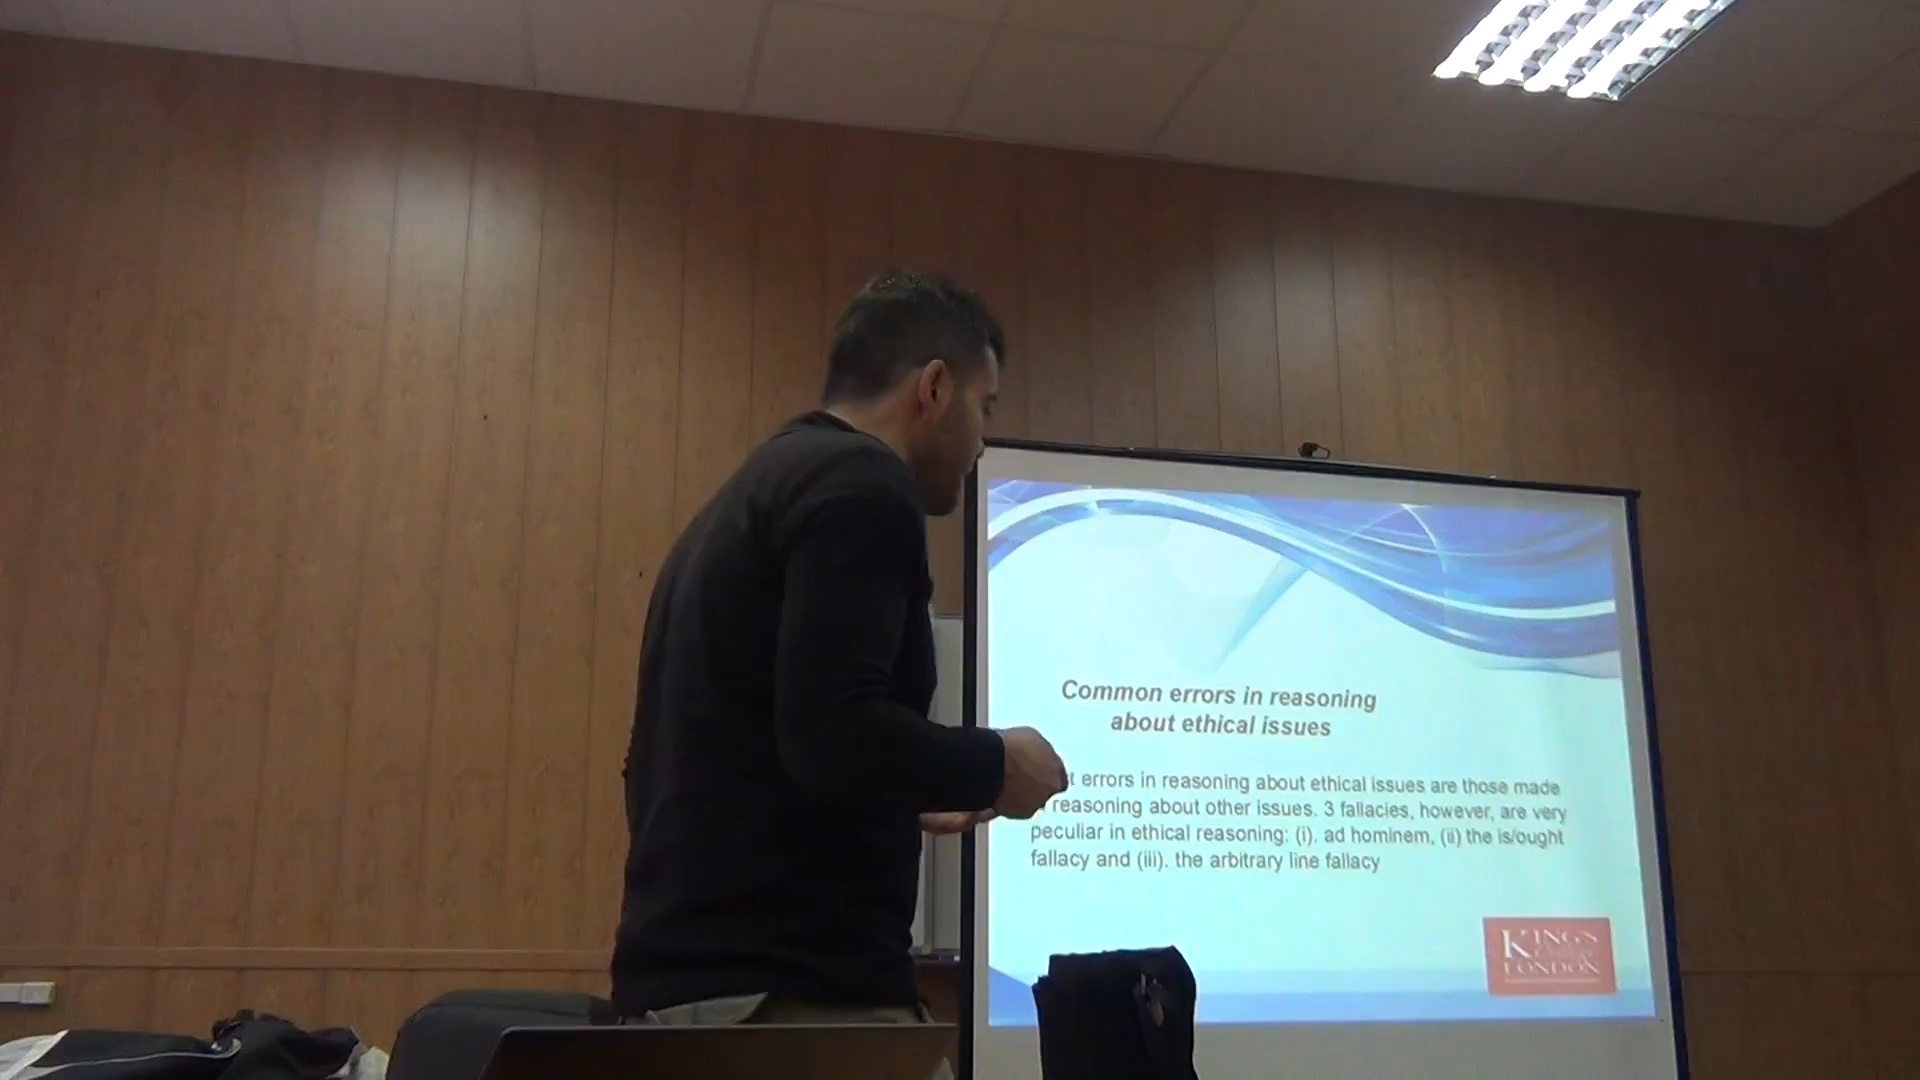 Common errors in reasoning
about ethical issues
errors in reasoning about ethical issues are those made
reasoning about other issues. 3 fallacies, however, are very
peculiar in ethical reasoning: (i). ad hominem, (ii) the is/ought
fallacy and (iii). the arbitrary line fallacy
KING'S
LONDON